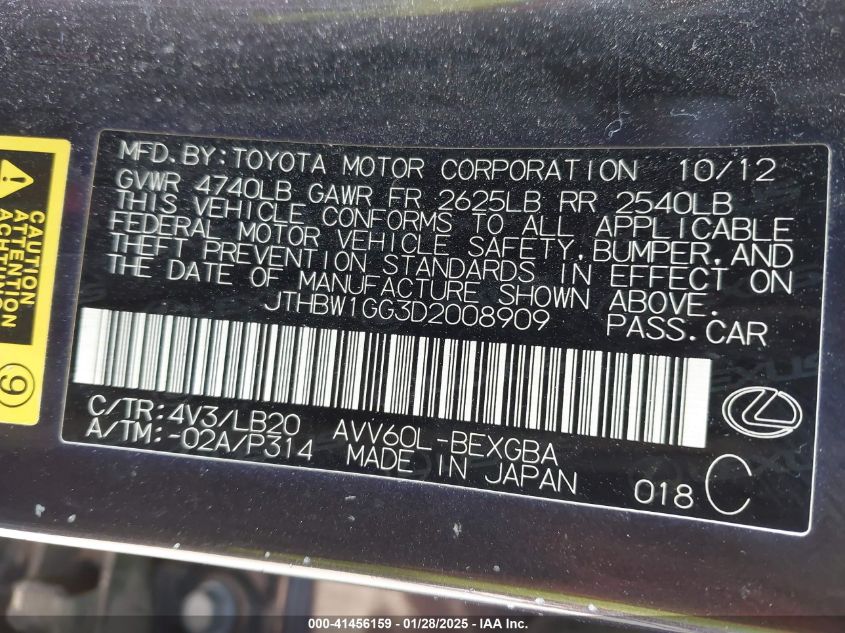 CAUTION
ATTENTION
ACHTUNG
9
MFD.BY:TOYOTA MOTOR CORPORATION 10/12
GVWR 4740LB GAWR FR 2625LB RR 2540LB
THIS VEHICLE CONFORMS TO ALL APPLICABLE
FEDERAL MOTOR VEHICLE SAFETY,BUMPER,AND
THEFT PREVENTION STANDARDS IN EFFECT ON
THE DATE OF MANUFACTURE SHOWN ABOVE.
JTHBW1GG3D2008909 PASS.CAR
C/TR:4V3/LB20 AVV60L-BEXGBA
A/TM:-02A/P314 MADE IN JAPAN
018 C
000-41456159 — 01/28/2025 — IAA Inc.